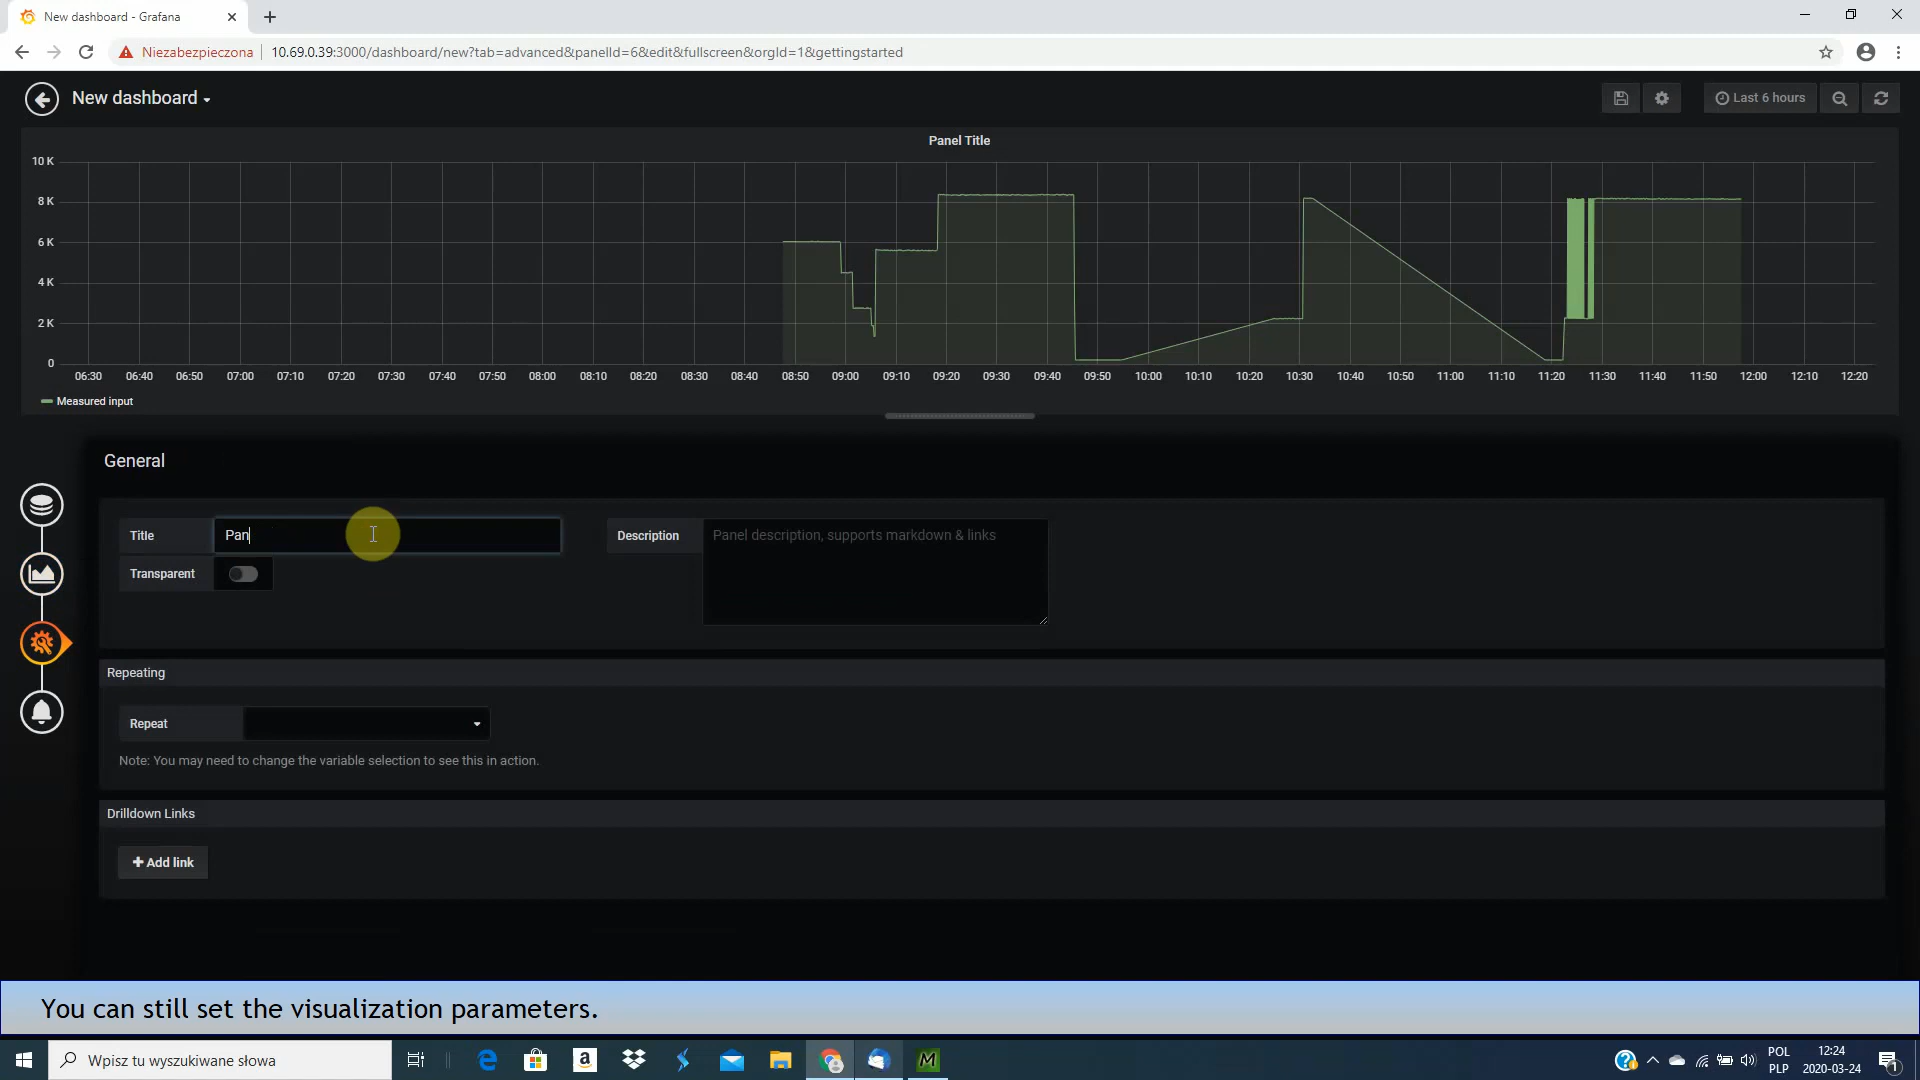 New dashboard - Grafana
Niezabezpieczona
10.69.0.39:3000/dashboard/new?tab=advanced&panelId=6&edit&fullscreen&orgId=1&gettingstarted
New dashboard
Last 6 hours
Panel Title
10 K
8 K
6 K
4 K
2 K
0
06:30 06:40 06:50 07:00 07:10 07:20 07:30 07:40 07:50 08:00 08:10 08:20 08:30 08:40 08:50 09:00 09:10 09:20 09:30 09:40 09:50 10:00 10:10 10:20 10:30 10:40 10:50 11:00 11:10 11:20 11:30 11:40 11:50 12:00 12:10 12:20
Measured input
General
Title
Pan
Description
Panel description, supports markdown & links
Transparent
Repeating
Repeat
Note: You may need to change the variable selection to see this in action.
Drilldown Links
Add link
You can still set the visualization parameters.
Wpisz tu wyszukiwane słowa
POL
PLP
12:24
2020-03-24
1